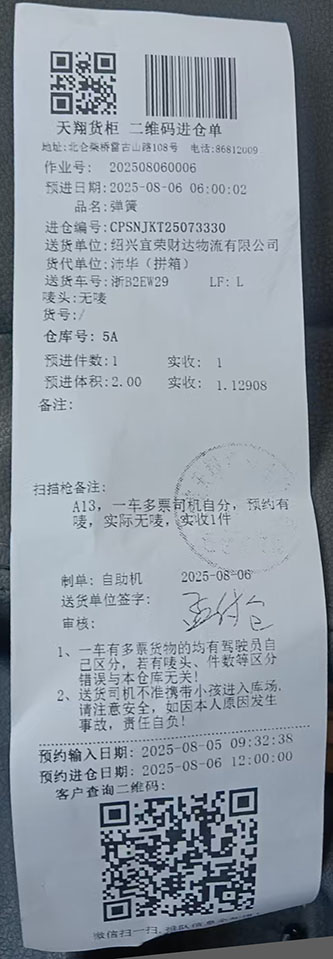 天翔货柜 二维码进仓单
地址:北仑柴桥雷古山路108号 电话:86812009
作业号: 202508060006
预进日期:2025-08-06 06:00:02
品名:弹簧
进仓编号:CPSNJKT25073330
送货单位:绍兴宜荣财达物流有限公司
货代单位:沛华（拼箱）
送货车号:浙B2EW29 LF: L
唛头:无唛
货号:/
仓库号: 5A
预进件数:1 实收: 1
预进体积:2.00 实收: 1.12908
备注:
扫描枪备注:
A13, 一车多票司机自分, 预约有
唛, 实际无唛, 实收1件
制单: 自助机 2025-08-06
送货单位签字:
审核:
1、一车有多票货物的均有驾驶员自
己区分, 若有唛头、件数等区分
错误与本仓库无关!
2、送货司机不准携带小孩进入库场.
请注意安全, 如因本人原因发生
事故, 责任自负!
预约输入日期: 2025-08-05 09:32:38
预约进仓日期: 2025-08-06 12:00:00
客户查询二维码:
微信扫一扫, 排队信息